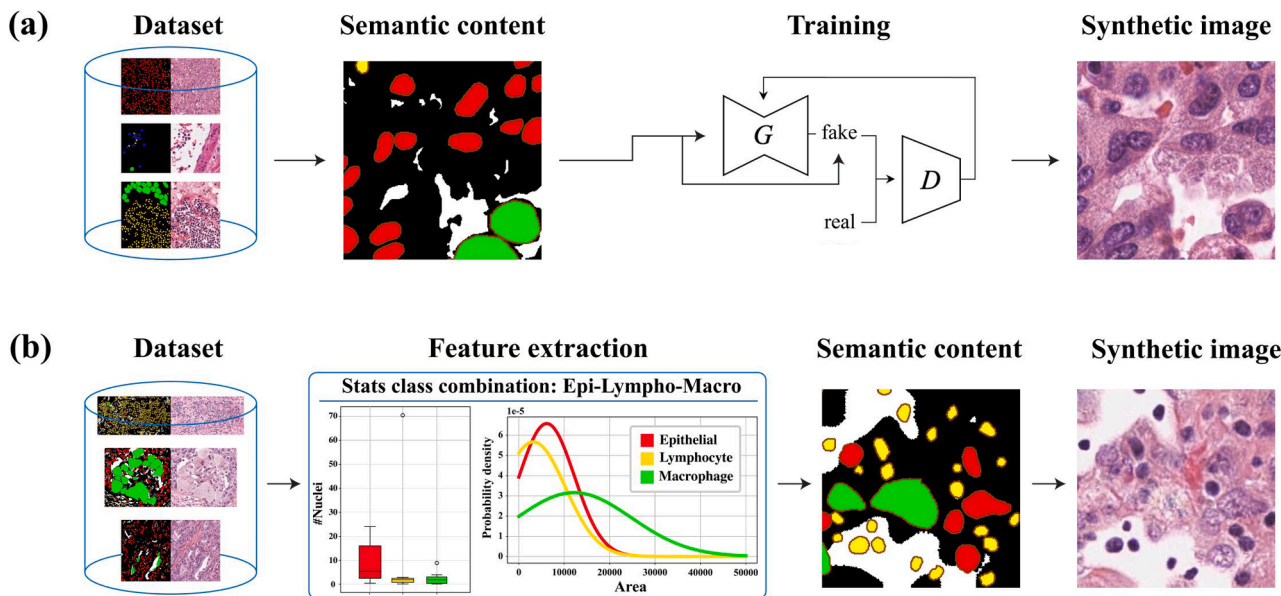 (a)
Dataset
Semantic content
Training
Synthetic image
G
fake
real
D
(b)
Dataset
Feature extraction
Semantic content
Synthetic image
Stats class combination: Epi-Lympho-Macro
#Nuclei
70
60
50
40
30
20
10
0
1e-5
Probability density
6
5
4
3
2
1
0
Epithelial
Lymphocyte
Macrophage
0 10000 20000 30000 40000 50000
Area